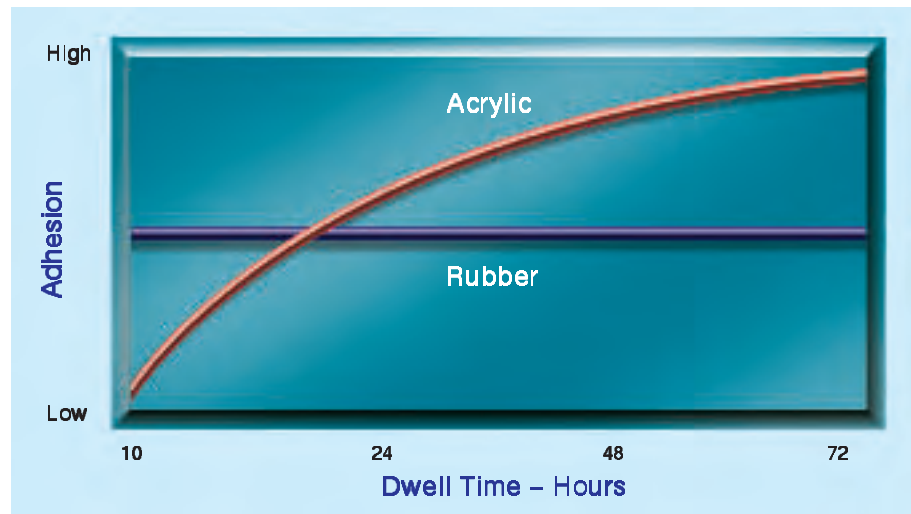 High
Acrylic
Adhesion
Rubber
Low
10 24 48 72
Dwell Time – Hours